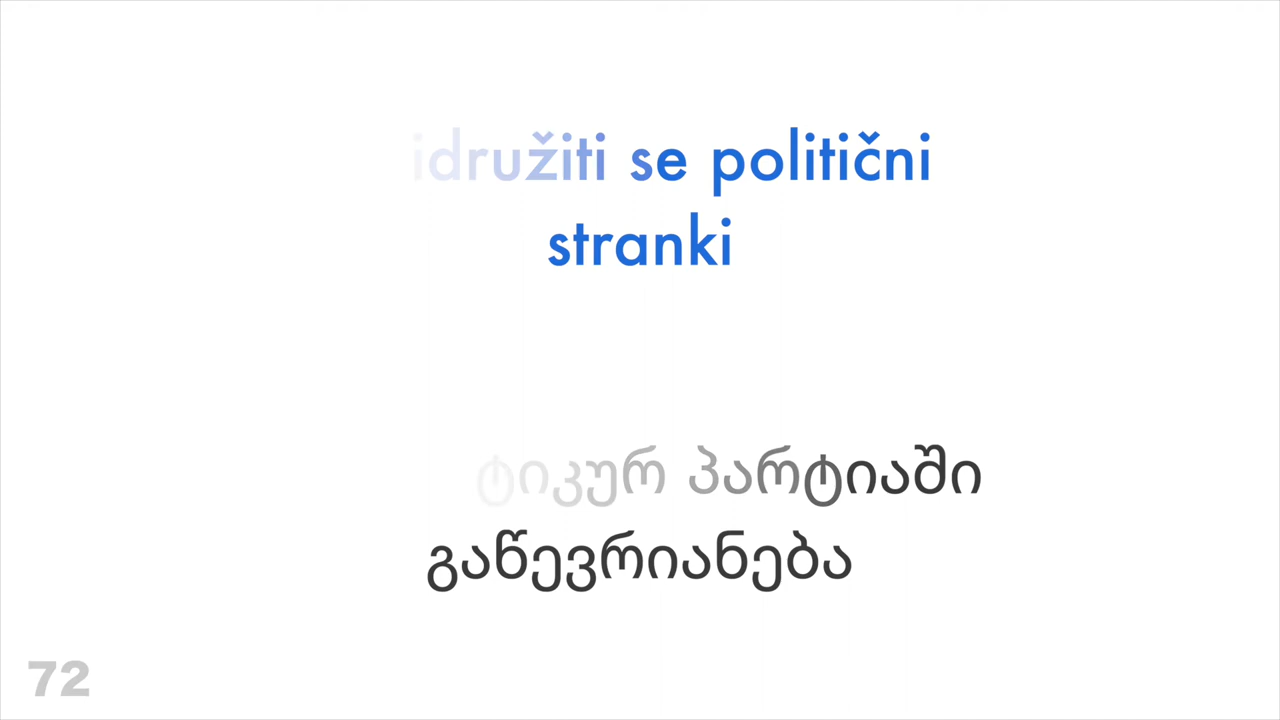 idružiti se politični
stranki
ტიკურ პარტიაში
გაწევრიანება
72